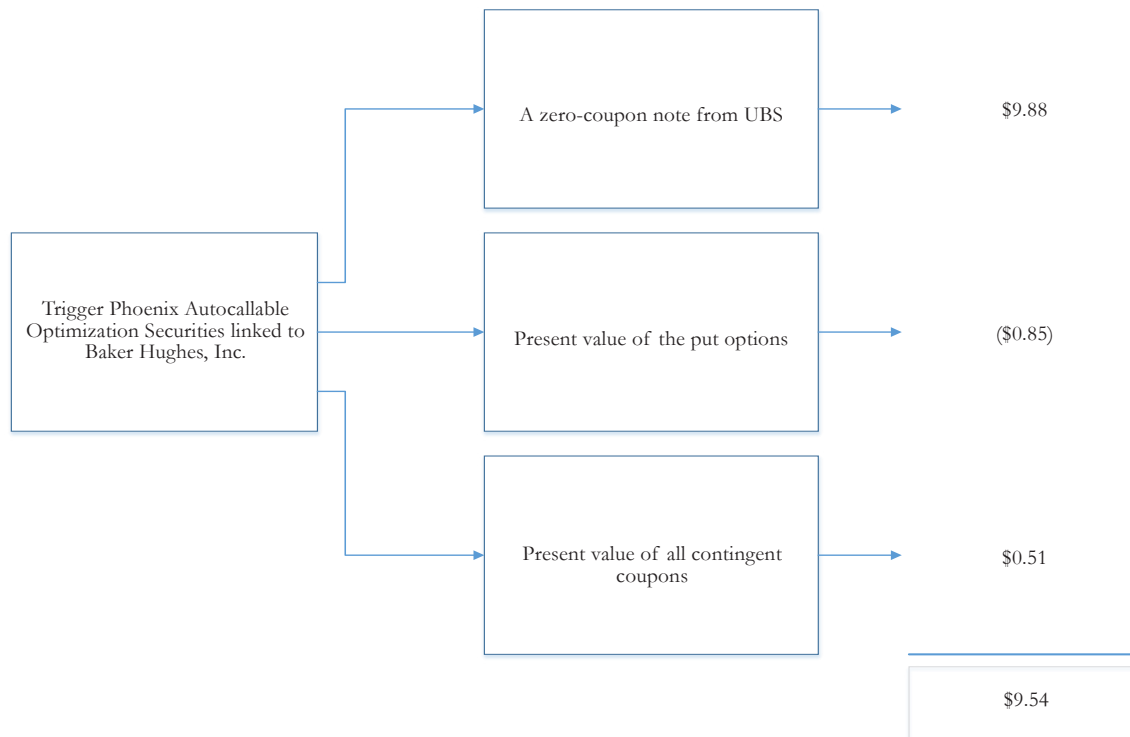 A zero-coupon note from UBS
$9.88
Trigger Phoenix Autocallable
Optimization Securities linked to
Baker Hughes, Inc.
Present value of the put options
($0.85)
Present value of all contingent
coupons
$0.51
$9.54